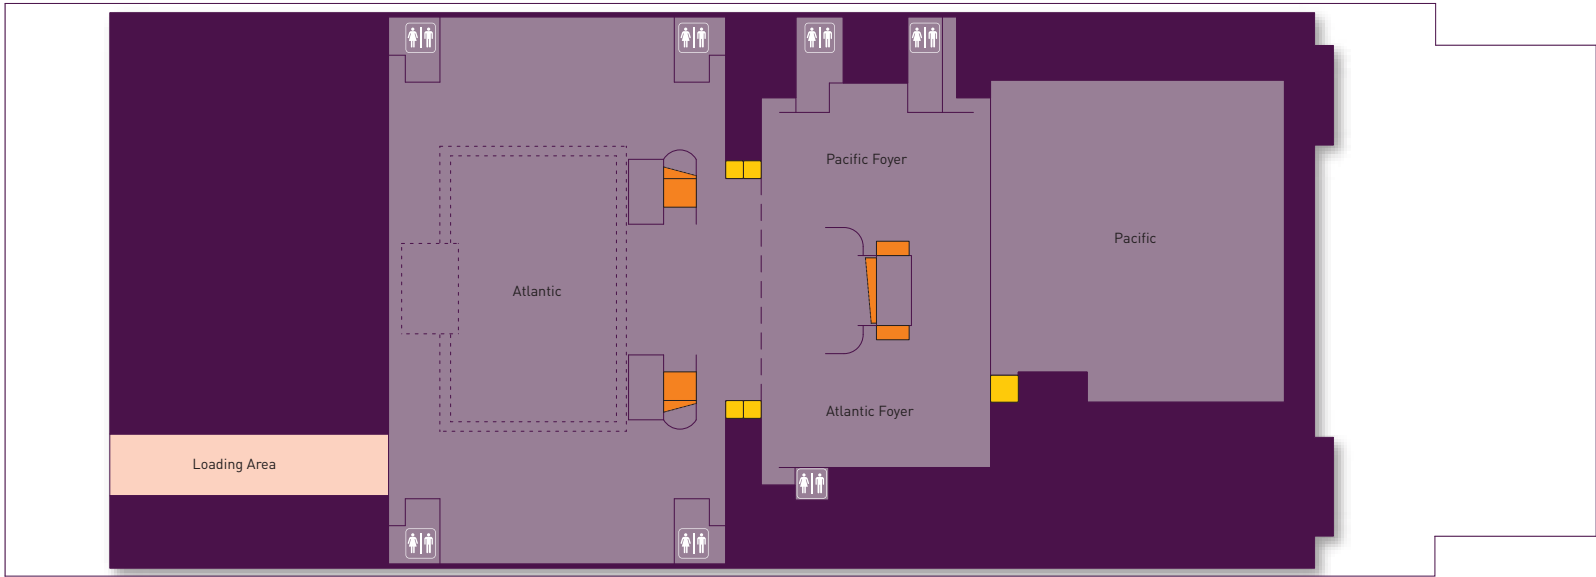 Pacific Foyer
Pacific
Atlantic
Atlantic Foyer
Loading Area